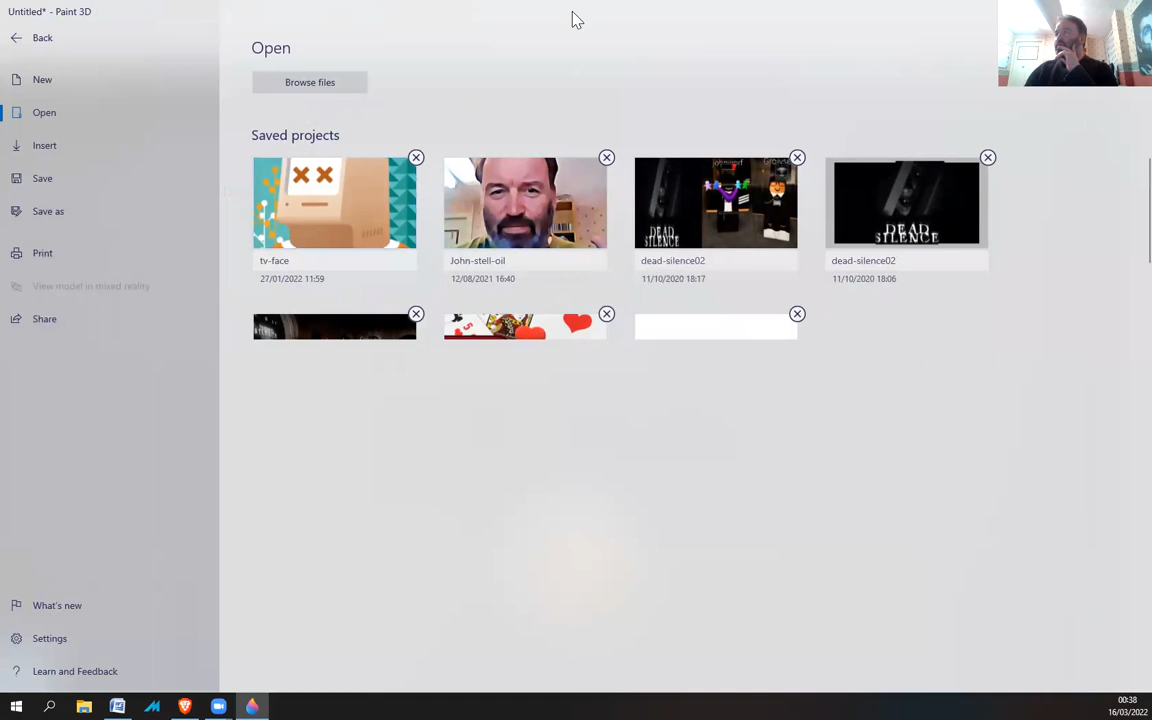 Untitled* - Paint 3D
Back
Open
Browse files
New
Open
Insert
Save
Save as
Print
View model in mixed reality
Share
Saved projects
DEAD SILENCE
DEAD
SILENCE
tv-face
John-stell-oil
dead-silence02
dead-silence02
27/01/2022 11:59
12/08/2021 16:40
11/10/2020 18:17
11/10/2020 18:06
What's new
Settings
Learn and Feedback
00:38
16/03/2022